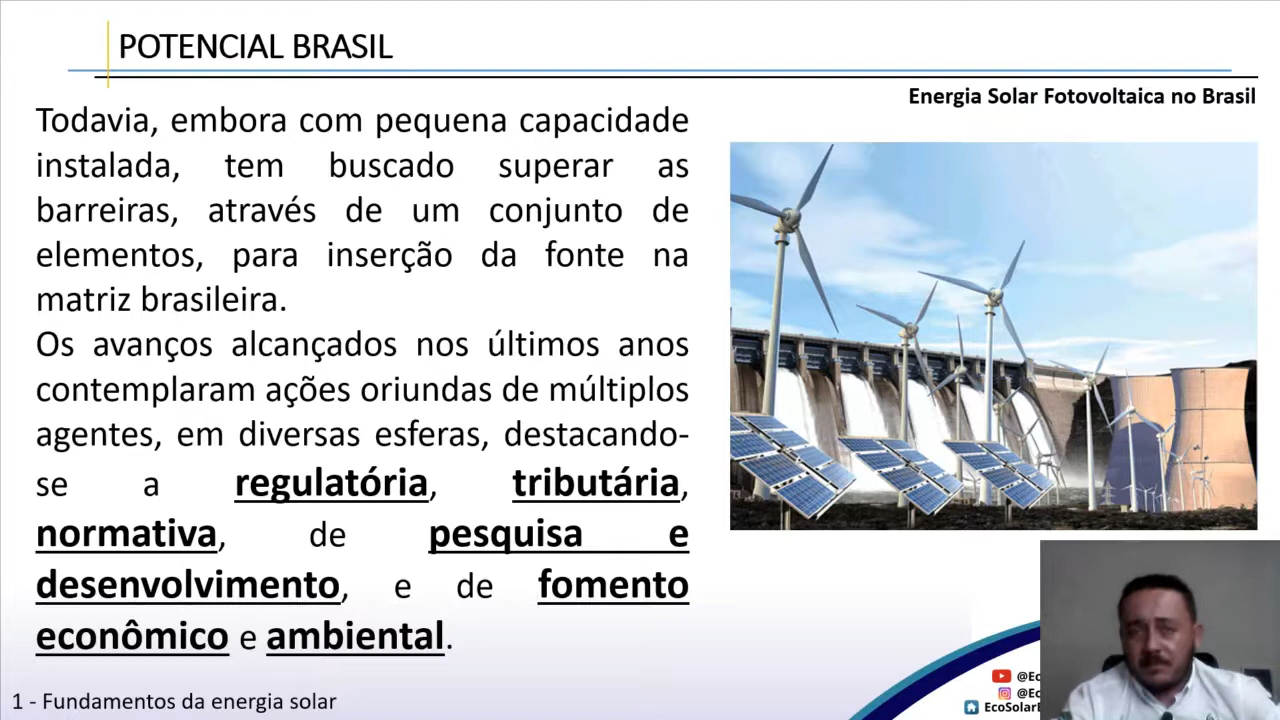 POTENCIAL BRASIL
Energia Solar Fotovoltaica no Brasil
Todavia, embora com pequena capacidade
instalada, tem buscado superar as
barreiras, através de um conjunto de
elementos, para inserção da fonte na
matriz brasileira.
Os avanços alcançados nos últimos anos
contemplaram ações oriundas de múltiplos
agentes, em diversas esferas, destacando-
se a regulatória, tributária,
normativa, de pesquisa e
desenvolvimento, e de fomento
econômico e ambiental.
1 - Fundamentos da energia solar